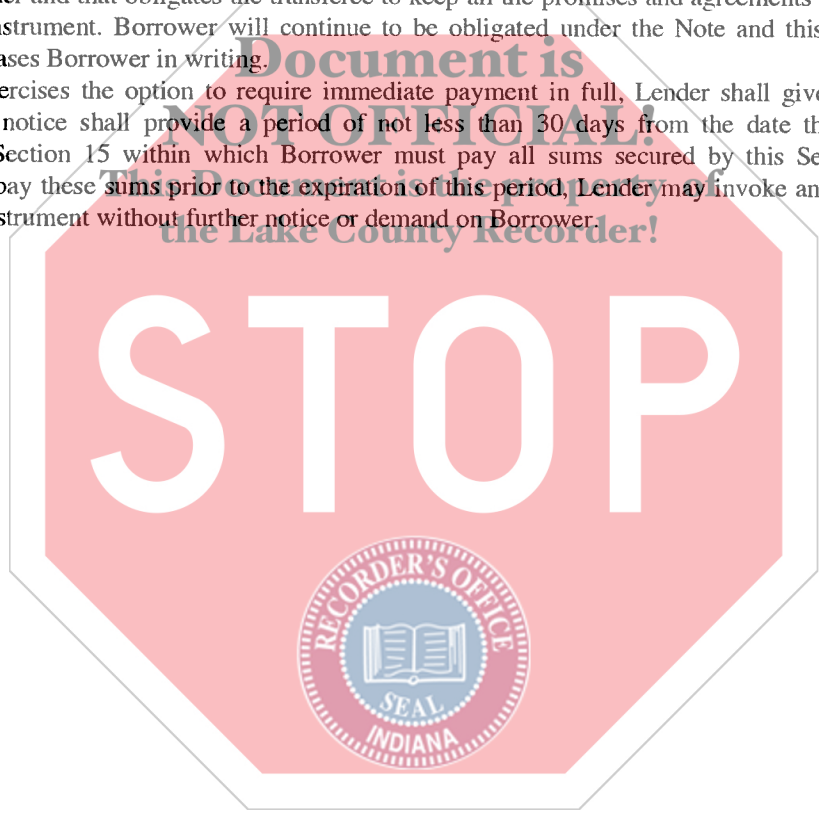 and that obligates the transferee to keep all the promises and agreements
strument. Borrower will continue to be obligated under the Note and this
ases Borrower in writing.
Document is
ercises the option to require immediate payment in full, Lender shall give
NOT OFFICIAL!
notice shall provide a period of not less than 30 days from the date th
Section 15 within which Borrower must pay all sums secured by this Se
This Document is the property of
pay these sums prior to the expiration of this period, Lender may invoke an
strument without further notice or demand on Borrower.
the Lake County Recorder!
STOP
RECORDER'S OFFICE
SEAL
INDIANA